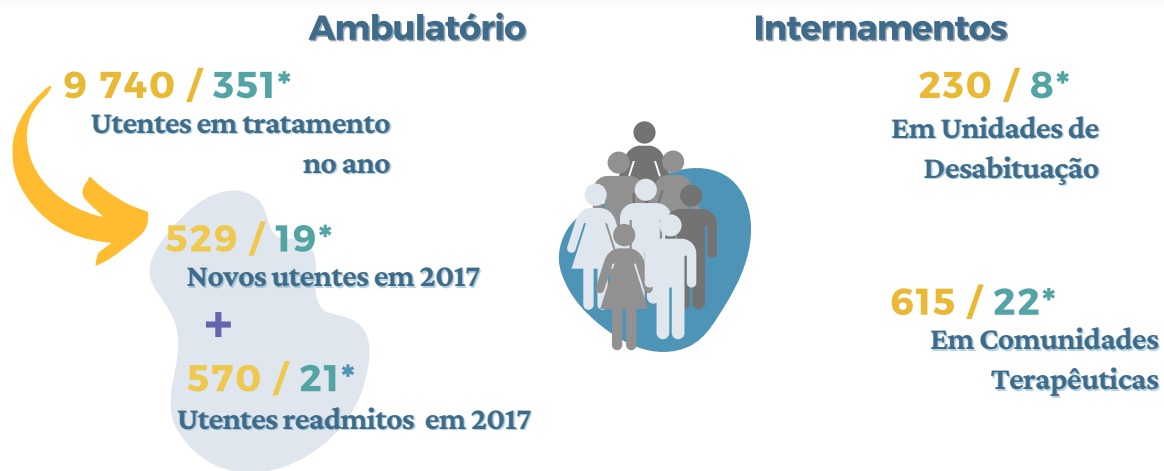 Ambulatório
9 740 / 351*
Utentes em tratamento
no ano
529 / 19*
Novos utentes em 2017
+
570 / 21*
Utentes readmitos em 2017
Internamentos
230 / 8*
Em Unidades de
Desabituação
615 / 22*
Em Comunidades
Terapêuticas